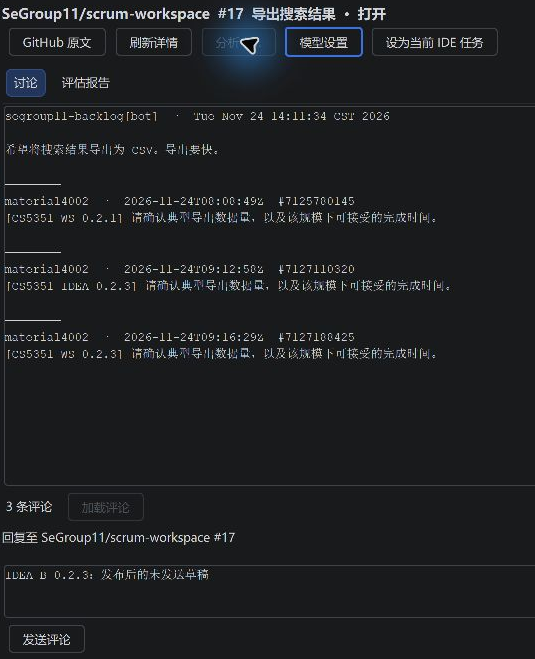 SeGroup11/scrum-workspace #17 导出搜索结果 • 打开
GitHub 原文 刷新详情 分析 模型设置 设为当前 IDE 任务
讨论 评估报告
segroup11-backlog[bot] · Tue Nov 24 14:11:34 CST 2026
希望将搜索结果导出为 CSV。导出要快。
material4002 · 2026-11-24T08:08:49Z #7125780145
[CS5351 WS 0.2.1] 请确认典型导出数据量，以及该规模下可接受的完成时间。
material4002 · 2026-11-24T09:12:58Z #7127110320
[CS5351 IDEA 0.2.3] 请确认典型导出数据量，以及该规模下可接受的完成时间。
material4002 · 2026-11-24T09:16:29Z #7127188425
[CS5351 WS 0.2.3] 请确认典型导出数据量，以及该规模下可接受的完成时间。
3 条评论 加载评论
回复至 SeGroup11/scrum-workspace #17
IDEA B 0.2.3：发布后的未发送草稿
发送评论